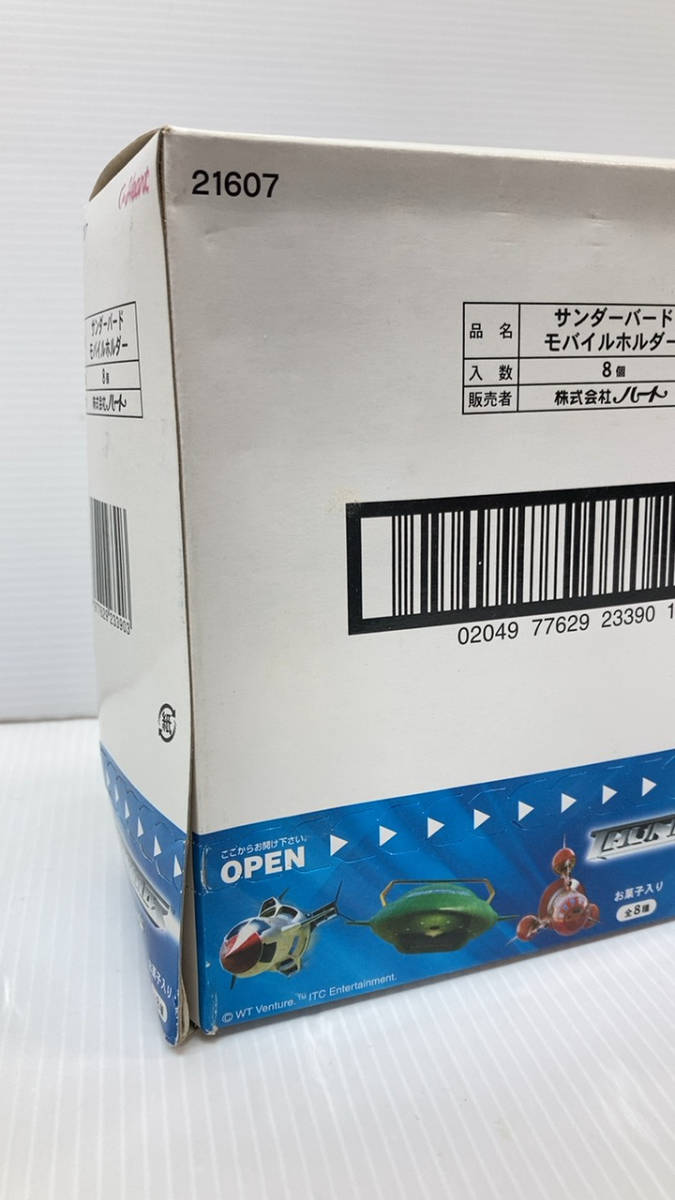 21607
サンダーバード
モバイルホルダー
8個
株式会社ハート
品名
サンダーバード
モバイルホルダー
入数
8個
販売者
株式会社ハート
02049 77629 23390 1
紙
ここからお開け下さい。
OPEN
お菓子入り
全8種
© WT Venture.™ ITC Entertainment.